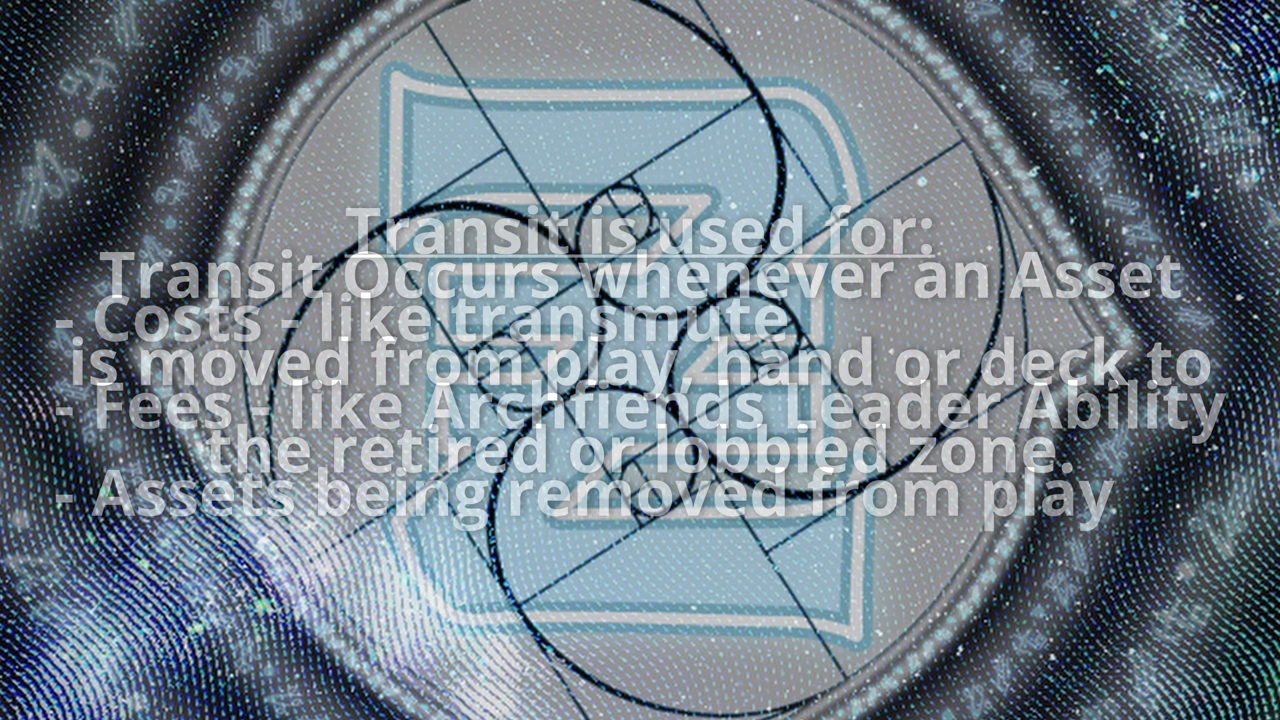 Transit is used for:
Transit Occurs whenever an Asset
- Costs - like transmute.
is moved from play, hand or deck to
- Fees - like Archfiends Leader Ability
the retired or lobbied zone.
- Assets being removed from play